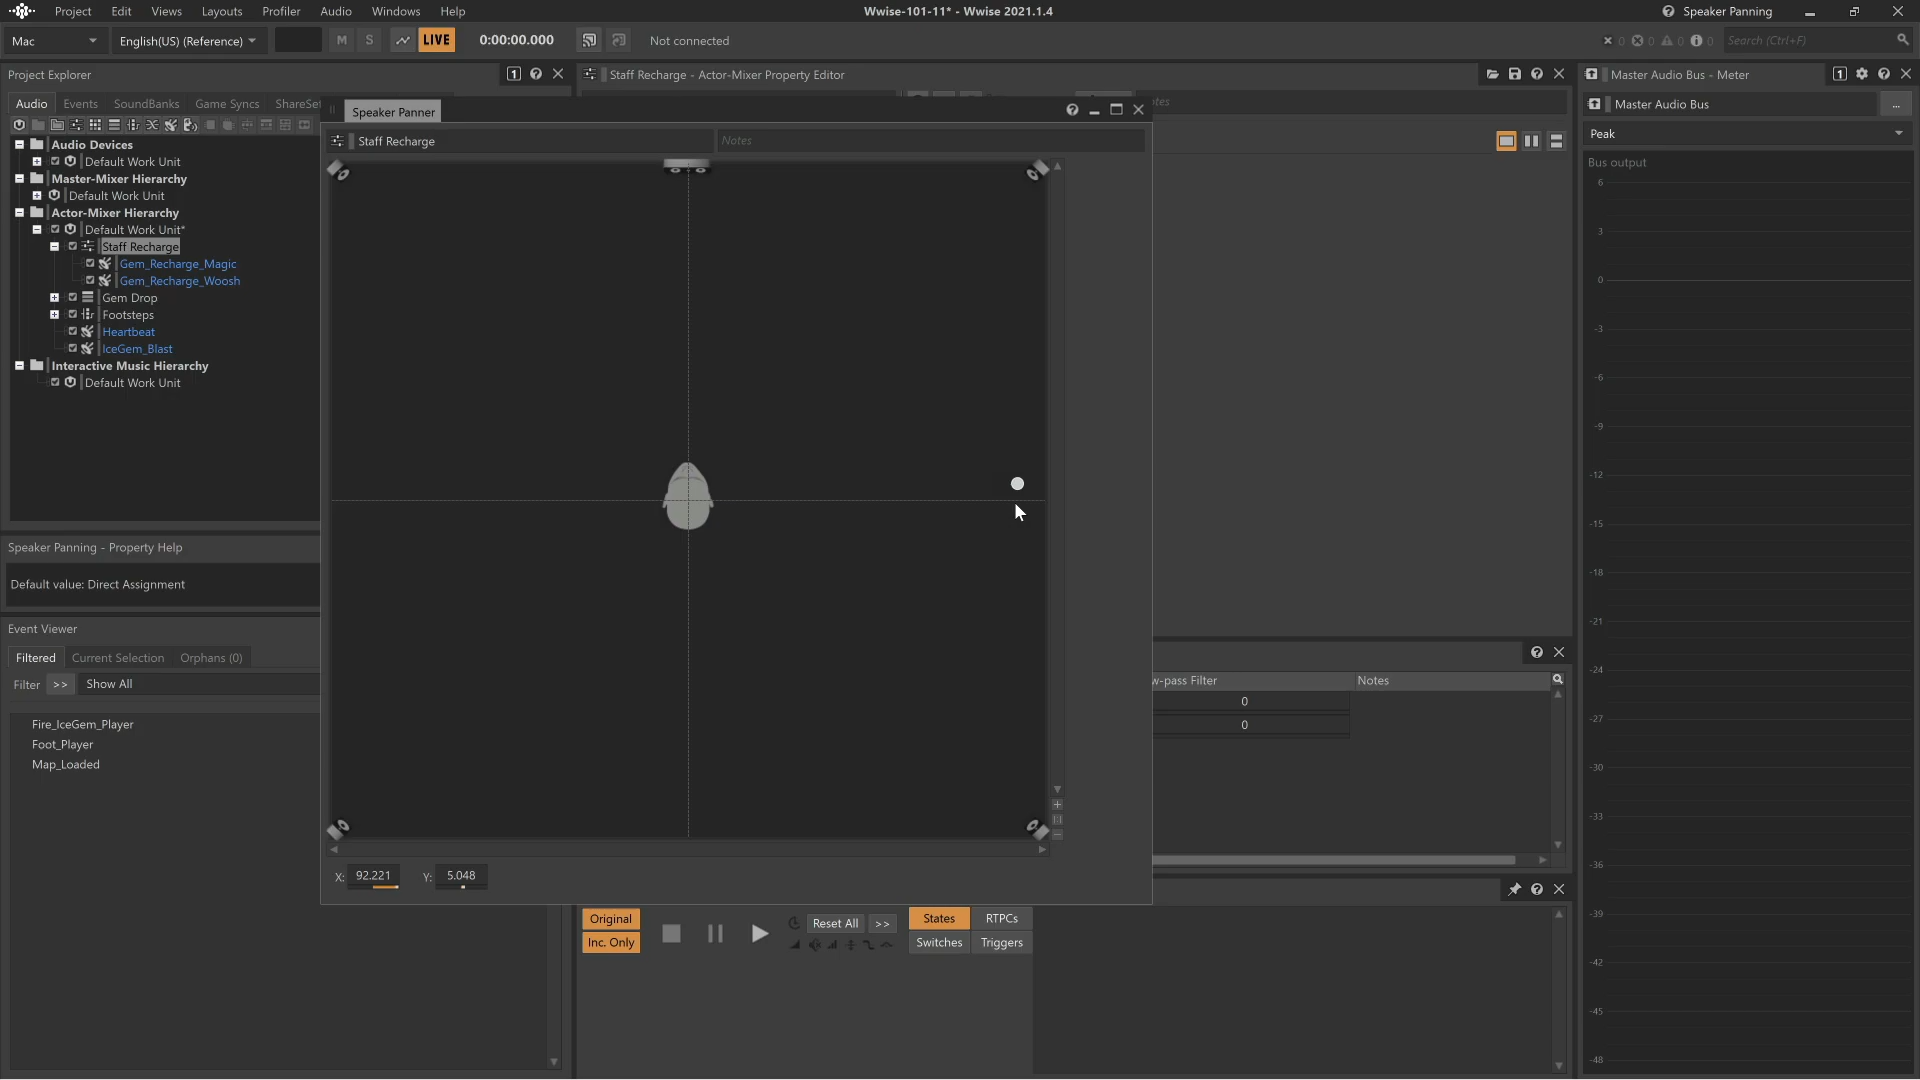 Project Edit Views Layouts Profiler Audio Windows Help
Wwise-101-11* - Wwise 2021.1.4
Speaker Panning
Mac
English(US) (Reference)
M S
LIVE
0:00:00.000
Not connected
0 0 0 0
Search (Ctrl+F)
Project Explorer
1
Audio Events SoundBanks Game Syncs ShareSet
Audio Devices
Default Work Unit
Master-Mixer Hierarchy
Default Work Unit
Actor-Mixer Hierarchy
Default Work Unit*
Staff Recharge
Gem_Recharge_Magic
Gem_Recharge_Woosh
Gem Drop
Footsteps
Heartbeat
IceGem_Blast
Interactive Music Hierarchy
Default Work Unit
Speaker Panning - Property Help
Default value: Direct Assignment
Event Viewer
Filtered Current Selection Orphans (0)
Filter >> Show All
Fire_IceGem_Player
Foot_Player
Map_Loaded
Staff Recharge - Actor-Mixer Property Editor
otes
Speaker Panner
Staff Recharge
Notes
X: 92.221 Y: 5.048
w-pass Filter Notes
0
0
Original
Inc. Only
Reset All >>
States RTPCs
Switches Triggers
Master Audio Bus - Meter
1
Master Audio Bus
...
Peak
Bus output
6
3
0
-3
-6
-9
-12
-15
-18
-21
-24
-27
-30
-33
-36
-39
-42
-45
-48